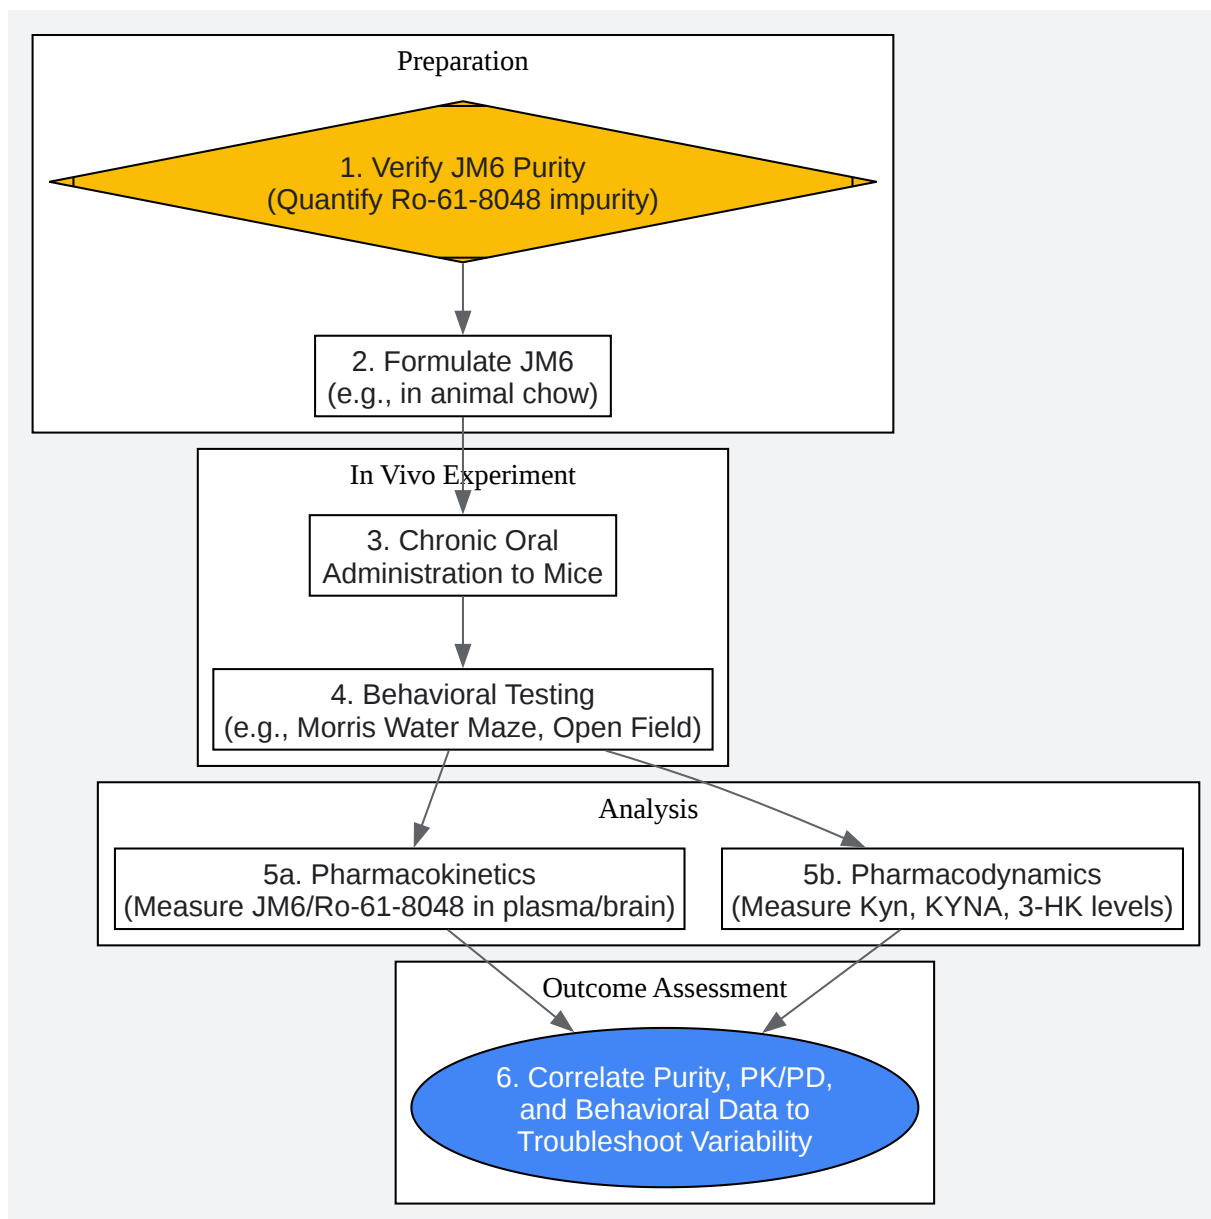 Preparation
1. Verify JM6 Purity
(Quantify Ro-61-8048 impurity)
2. Formulate JM6
(e.g., in animal chow)
In Vivo Experiment
3. Chronic Oral
Administration to Mice
4. Behavioral Testing
(e.g., Morris Water Maze, Open Field)
Analysis
5a. Pharmacokinetics
(Measure JM6/Ro-61-8048 in plasma/brain)
5b. Pharmacodynamics
(Measure Kyn, KYNA, 3-HK levels)
Outcome Assessment
6. Correlate Purity, PK/PD,
and Behavioral Data to
Troubleshoot Variability